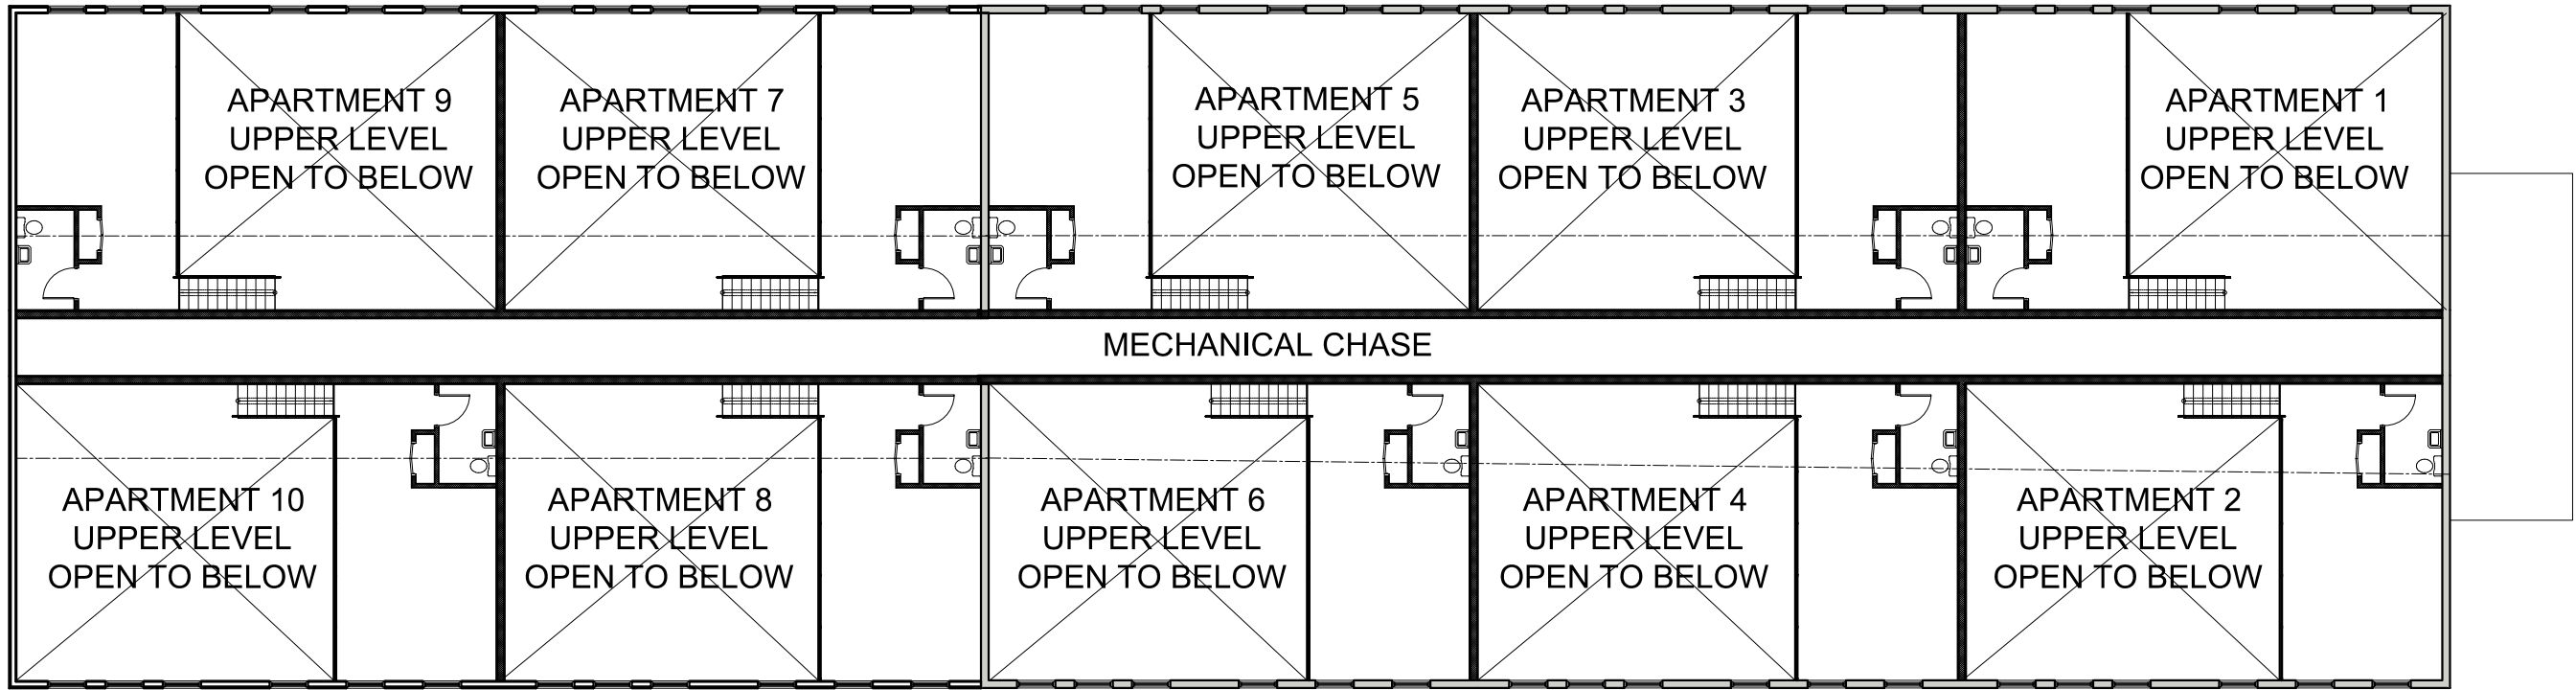 APARTMENT 9
UPPER LEVEL
OPEN TO BELOW
APARTMENT 7
UPPER LEVEL
OPEN TO BELOW
APARTMENT 5
UPPER LEVEL
OPEN TO BELOW
APARTMENT 3
UPPER LEVEL
OPEN TO BELOW
APARTMENT 1
UPPER LEVEL
OPEN TO BELOW
MECHANICAL CHASE
APARTMENT 10
UPPER LEVEL
OPEN TO BELOW
APARTMENT 8
UPPER LEVEL
OPEN TO BELOW
APARTMENT 6
UPPER LEVEL
OPEN TO BELOW
APARTMENT 4
UPPER LEVEL
OPEN TO BELOW
APARTMENT 2
UPPER LEVEL
OPEN TO BELOW